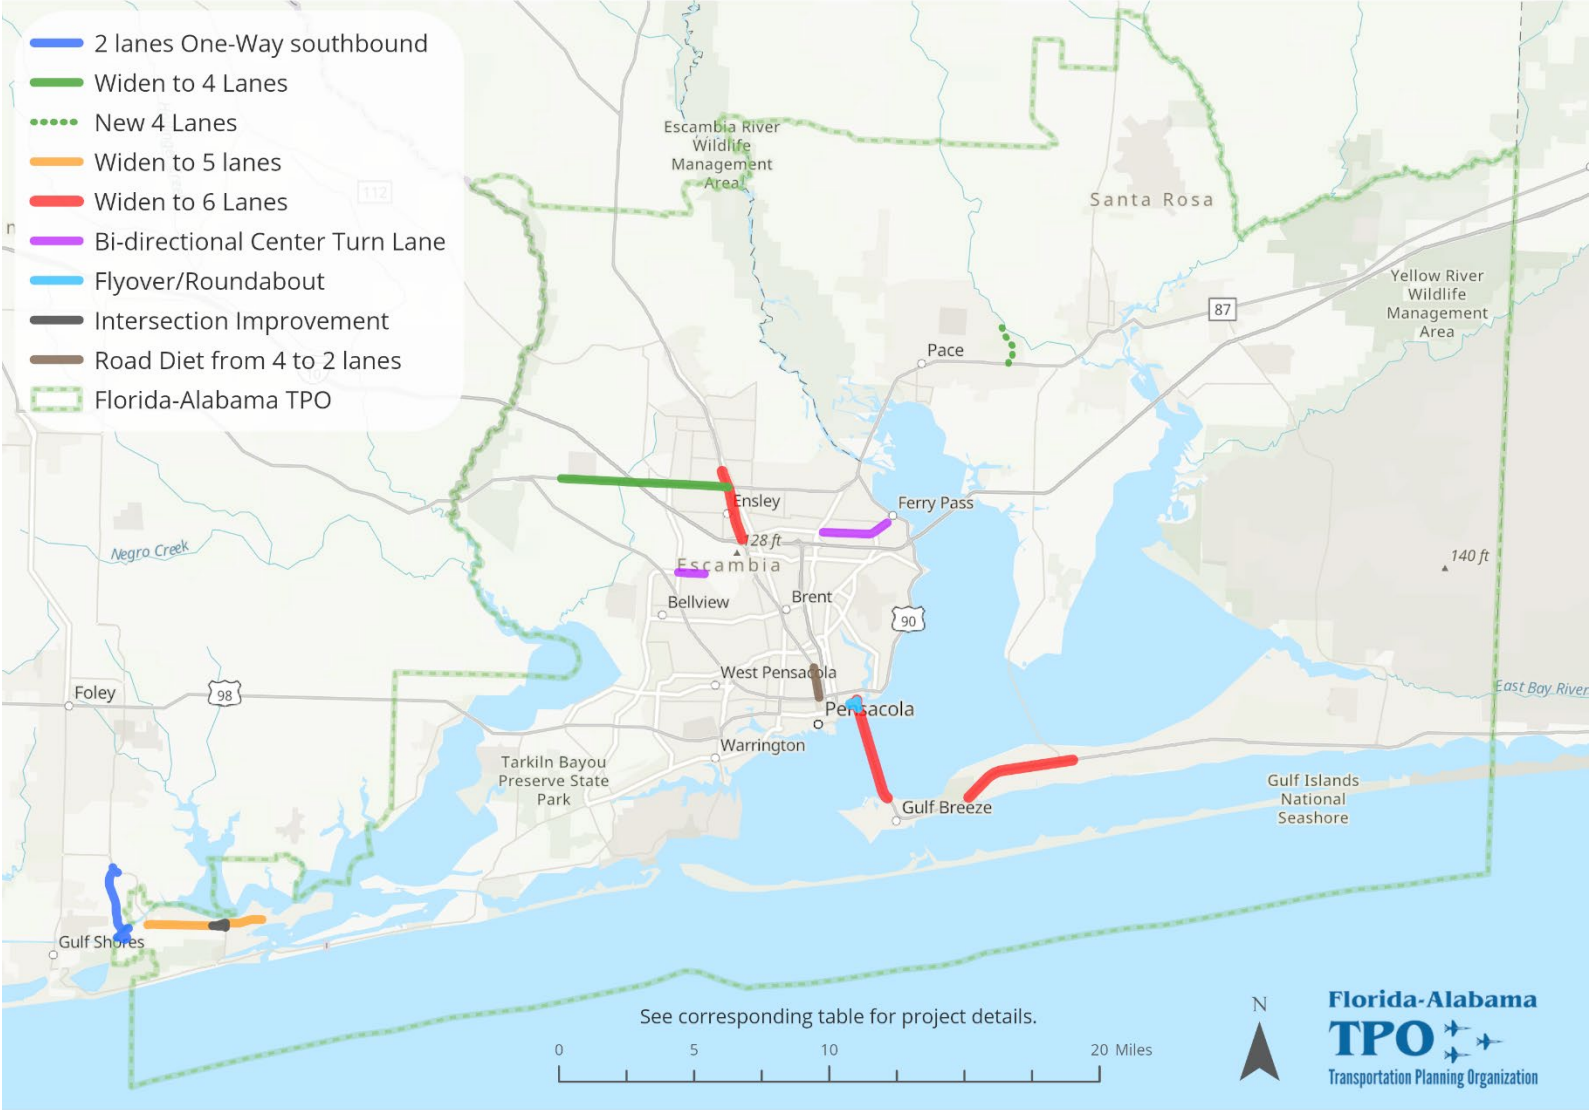 2 lanes One-Way southbound
Widen to 4 Lanes
New 4 Lanes
Widen to 5 lanes
Widen to 6 Lanes
Bi-directional Center Turn Lane
Flyover/Roundabout
Intersection Improvement
Road Diet from 4 to 2 lanes
Florida-Alabama TPO
112
Escambia River
Wildlife
Management
Area
Santa Rosa
Yellow River
Wildlife
Management
Area
87
Pace
Ensley
Ferry Pass
128 ft
Escambia
Negro Creek
140 ft
Bellview
Brent
90
West Pensacola
Foley
98
East Bay River
Pensacola
Warrington
Tarkiln Bayou
Preserve State
Park
Gulf Breeze
Gulf Islands
National
Seashore
Gulf Shores
See corresponding table for project details.
0 5 10 20 Miles
N
Florida-Alabama
TPO
Transportation Planning Organization